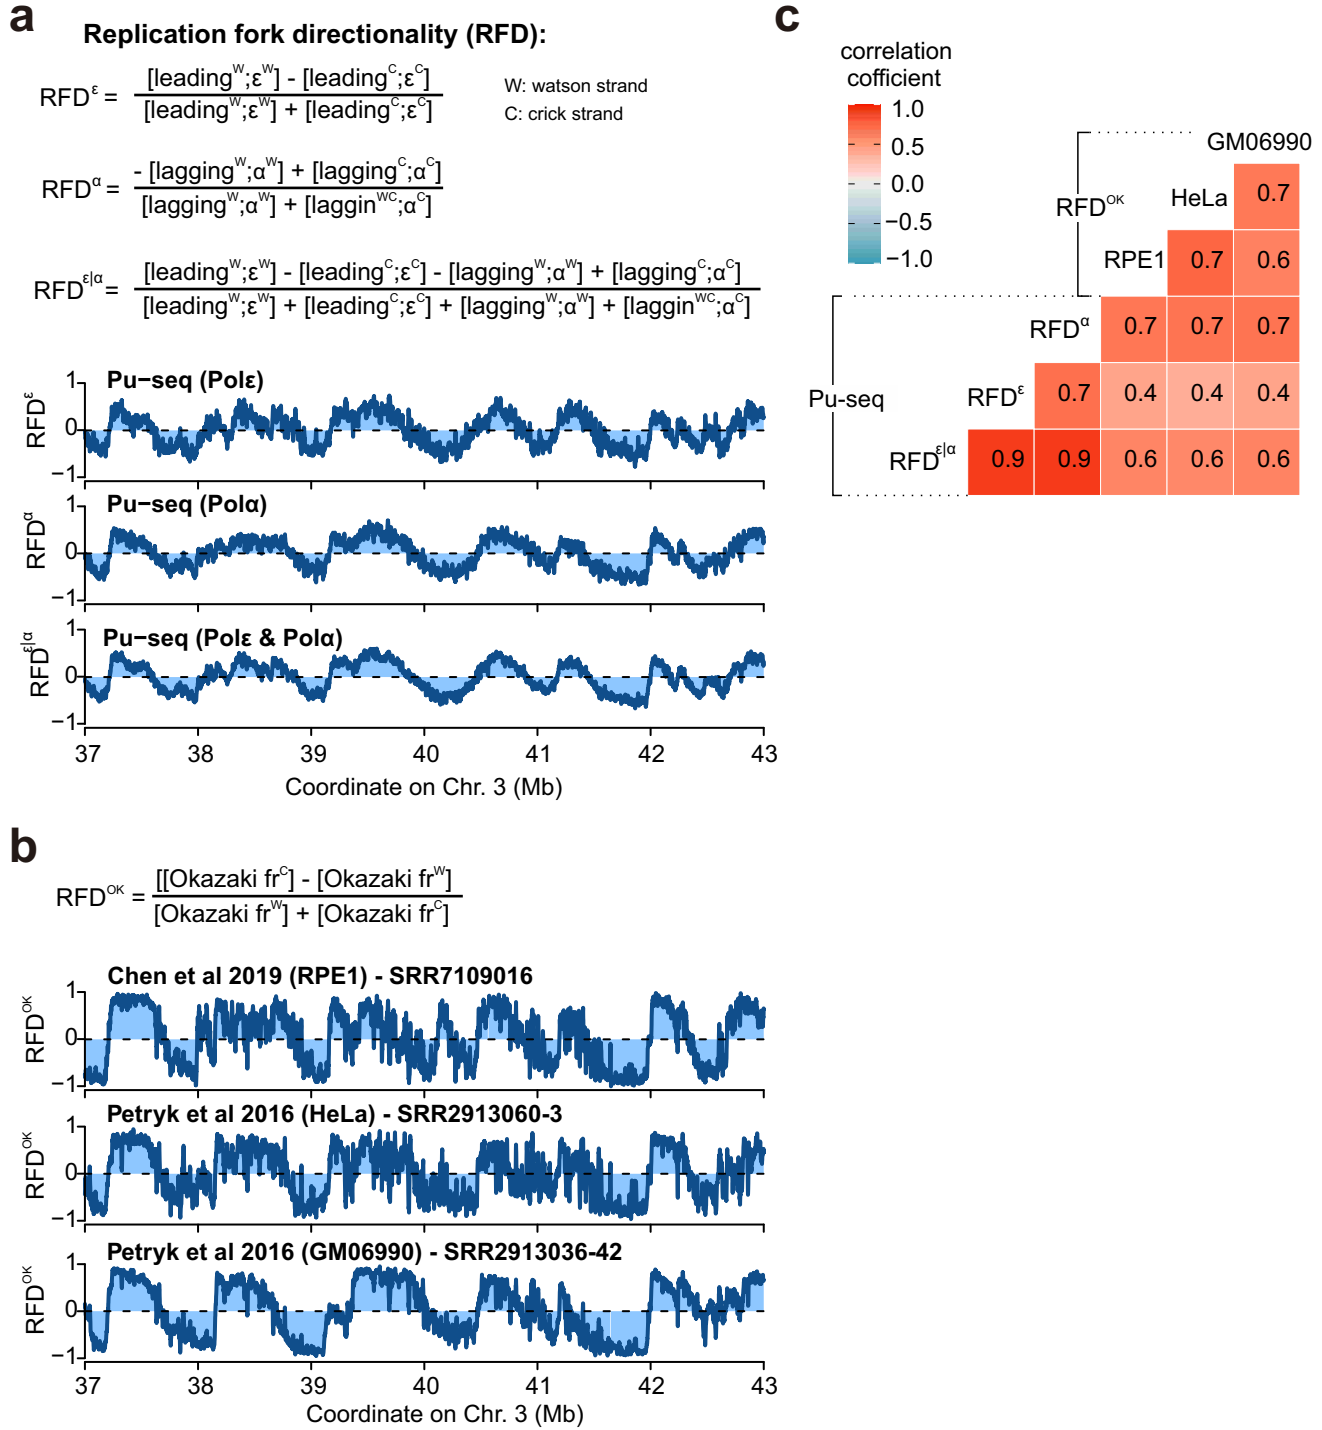 a
Replication fork directionality (RFD):
RFD^ε = [leading^W;ε^W] - [leading^C;ε^C]
[leading^W;ε^W] + [leading^C;ε^C]
W: watson strand
C: crick strand
RFD^α = - [lagging^W;α^W] + [lagging^C;α^C]
[lagging^W;α^W] + [laggin^WC;α^C]
RFD^ε|α = [leading^W;ε^W] - [leading^C;ε^C] - [lagging^W;α^W] + [lagging^C;α^C]
[leading^W;ε^W] + [leading^C;ε^C] + [lagging^W;α^W] + [laggin^WC;α^C]
Pu−seq (Polε)
RFD^ε
1
0
−1
Pu−seq (Polα)
RFD^α
1
0
−1
Pu−seq (Polε & Polα)
RFD^ε|α
1
0
−1
37 38 39 40 41 42 43
Coordinate on Chr. 3 (Mb)
b
RFD^OK = [[Okazaki fr^C] - [Okazaki fr^W]
[Okazaki fr^W] + [Okazaki fr^C]
Chen et al 2019 (RPE1) - SRR7109016
RFD^OK
1
0
−1
Petryk et al 2016 (HeLa) - SRR2913060-3
RFD^OK
1
0
−1
Petryk et al 2016 (GM06990) - SRR2913036-42
RFD^OK
1
0
−1
37 38 39 40 41 42 43
Coordinate on Chr. 3 (Mb)
c
correlation
cofficient
1.0
0.5
0.0
−0.5
−1.0
GM06990
RFD^OK
HeLa 0.7
RPE1 0.7 0.6
RFD^α 0.7 0.7 0.7
Pu-seq
RFD^ε 0.7 0.4 0.4 0.4
RFD^ε|α 0.9 0.9 0.6 0.6 0.6